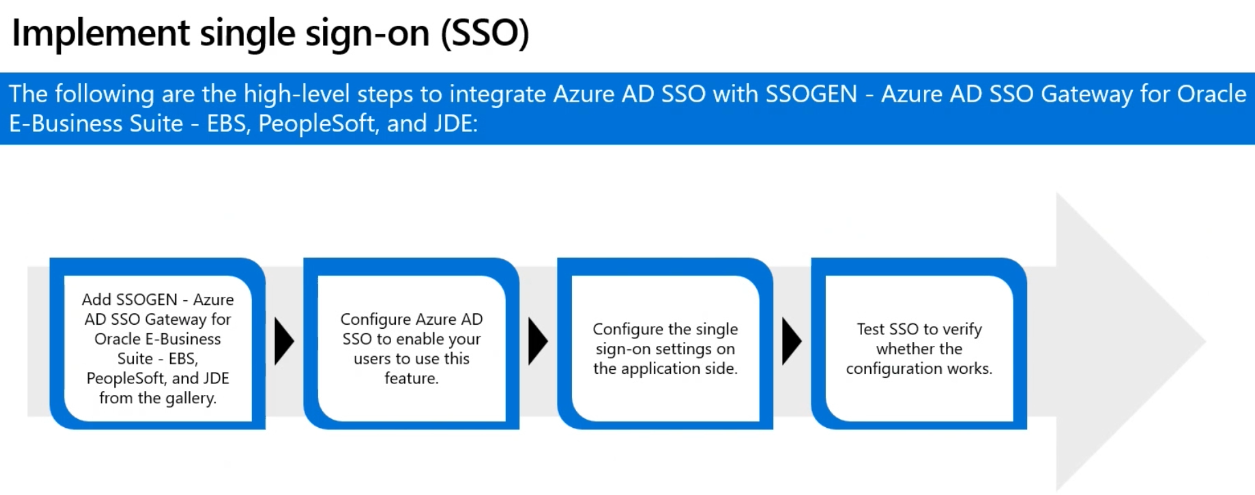 Implement single sign-on (SSO)
The following are the high-level steps to integrate Azure AD SSO with SSOGEN - Azure AD SSO Gateway for Oracle
E-Business Suite - EBS, PeopleSoft, and JDE:
Add SSOGEN - Azure
AD SSO Gateway for
Oracle E-Business
Suite - EBS,
PeopleSoft, and JDE
from the gallery.
Configure Azure AD
SSO to enable your
users to use this
feature.
Configure the single
sign-on settings on
the application side.
Test SSO to verify
whether the
configuration works.